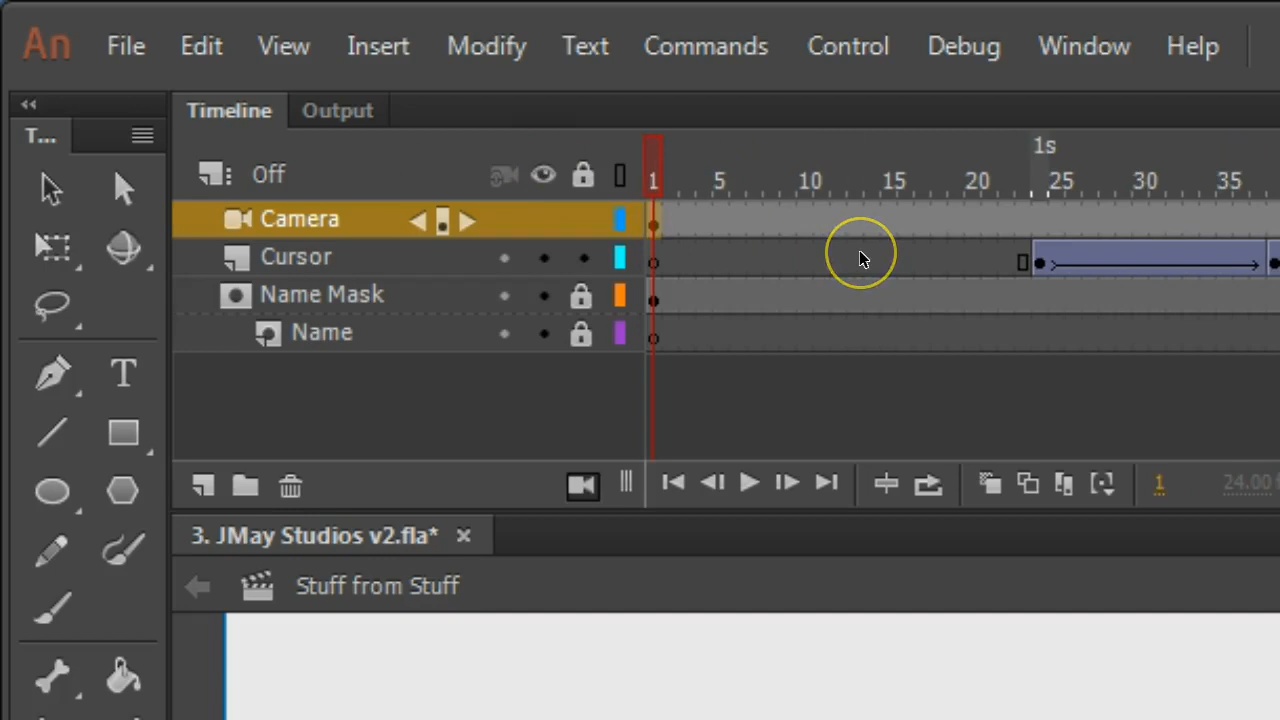 An File Edit View Insert Modify Text Commands Control Debug Window Help
T... Timeline Output
1s
Off 1 5 10 15 20 25 30 35
Camera
Cursor
Name Mask
Name
T
1 24.00
3. JMay Studios v2.fla* ×
Stuff from Stuff